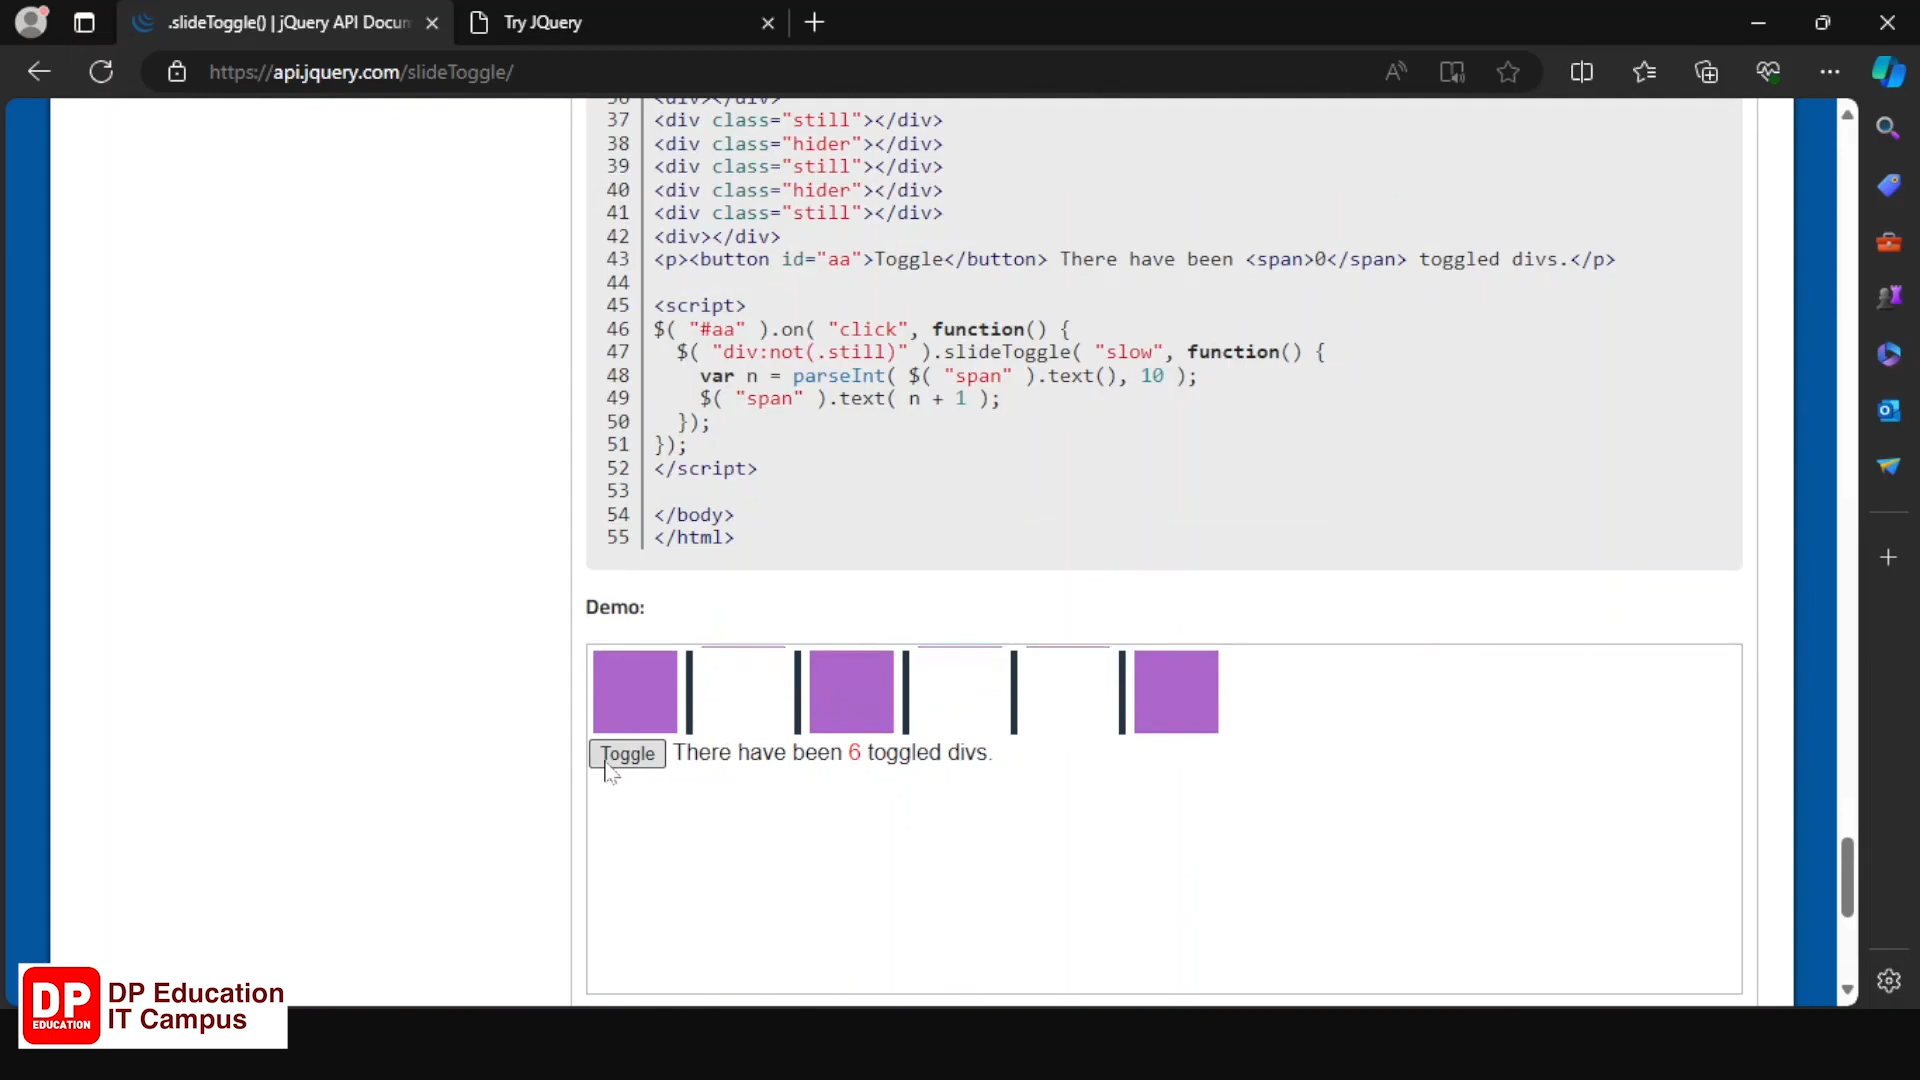 .slideToggle() | jQuery API Docum
Try JQuery
https://api.jquery.com/slideToggle/
36 <div></div>
37 <div class="still"></div>
38 <div class="hider"></div>
39 <div class="still"></div>
40 <div class="hider"></div>
41 <div class="still"></div>
42 <div></div>
43 <p><button id="aa">Toggle</button> There have been <span>0</span> toggled divs.</p>
44
45 <script>
46 $( "#aa" ).on( "click", function() {
47 $( "div:not(.still)" ).slideToggle( "slow", function() {
48 var n = parseInt( $( "span" ).text(), 10 );
49 $( "span" ).text( n + 1 );
50 });
51 });
52 </script>
53
54 </body>
55 </html>
Demo:
Toggle There have been 6 toggled divs.
DP EDUCATION
DP Education
IT Campus